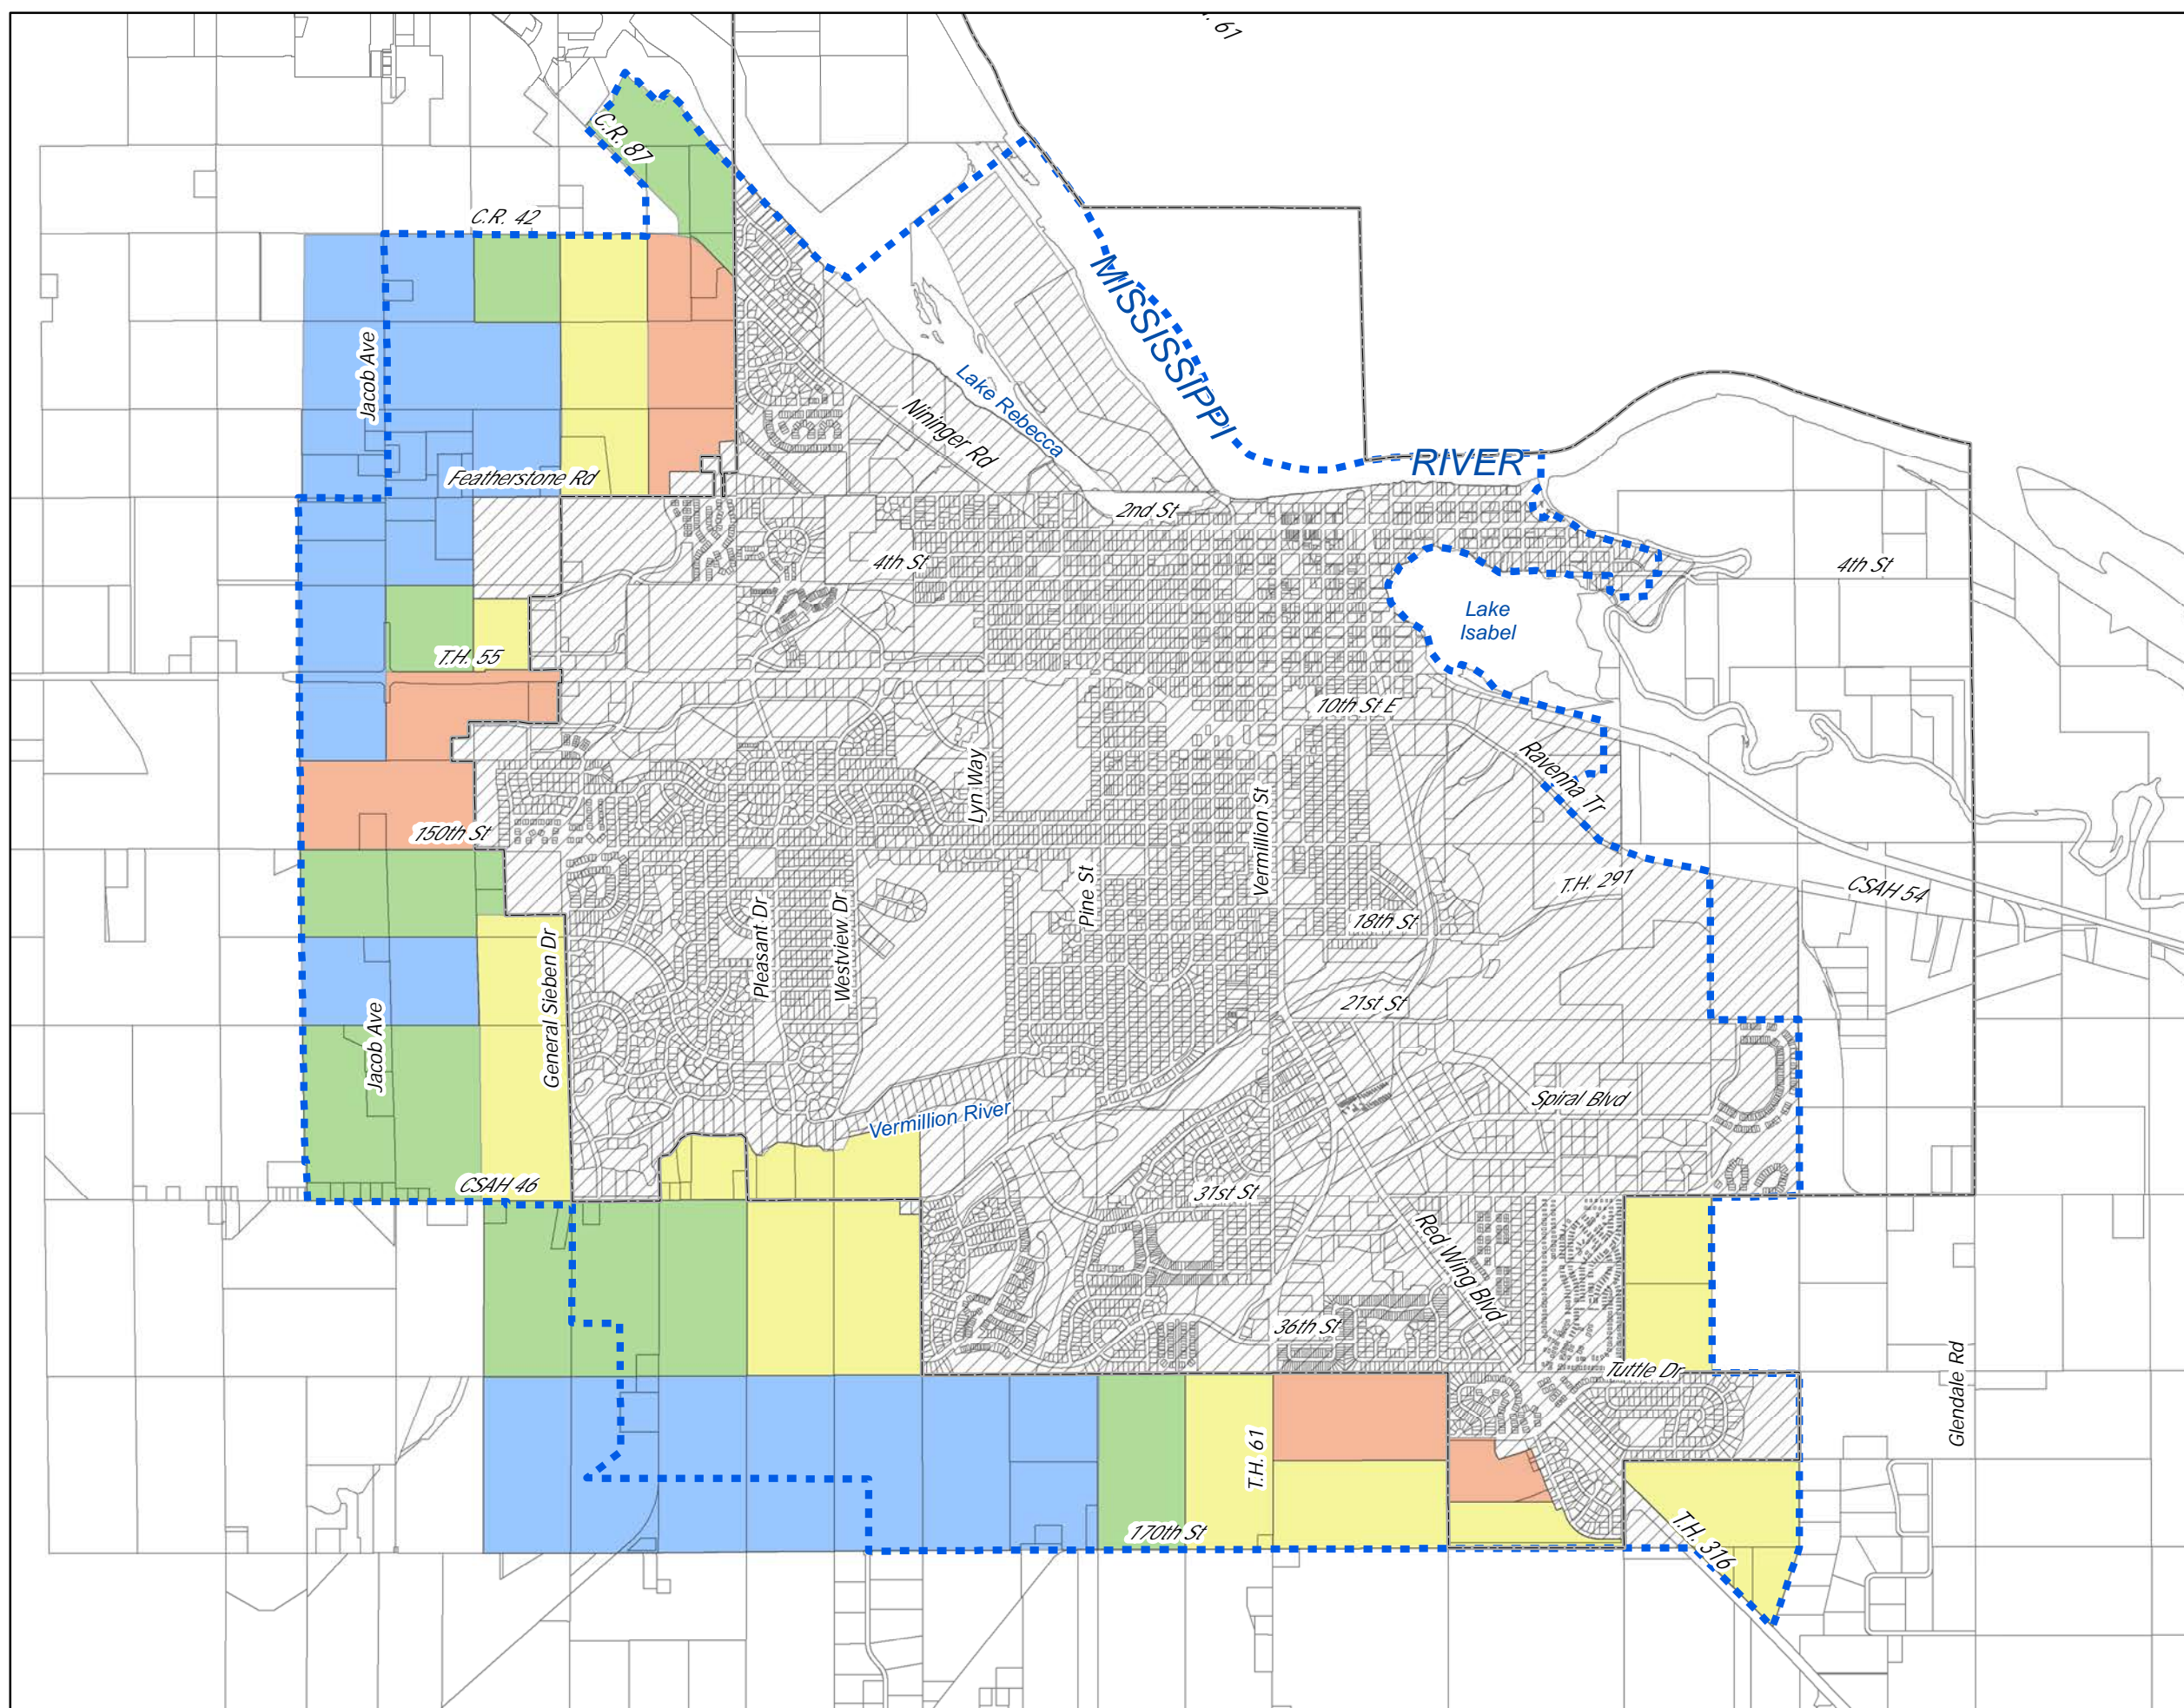 . 61
C.R. 87
C.R. 42
MISSISSIPPI
RIVER
Jacob Ave
Lake Rebecca
Nininger Rd
Featherstone Rd
2nd St
4th St
4th St
Lake
Isabel
T.H. 55
10th St E
Ravenna Tr
Lyn Way
Vermillion St
150th St
Pine St
T.H. 291
CSAH 54
Pleasant Dr
Westview Dr
18th St
General Sieben Dr
21st St
Jacob Ave
Vermillion River
Spiral Blvd
CSAH 46
31st St
Red Wing Blvd
36th St
Tuttle Dr
Glendale Rd
T.H. 61
170th St
T.H. 316